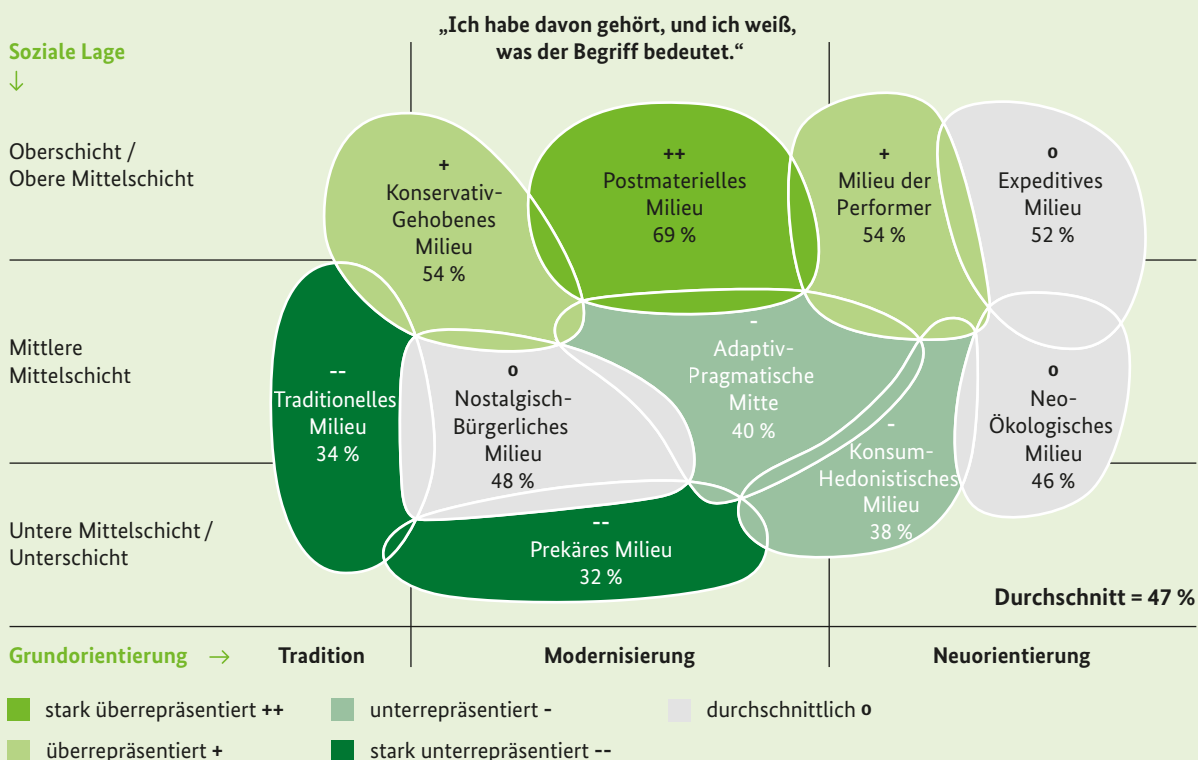 „Ich habe davon gehört, und ich weiß,
was der Begriff bedeutet.“
Soziale Lage
↓
Oberschicht /
Obere Mittelschicht
Mittlere
Mittelschicht
Untere Mittelschicht /
Unterschicht
+
Konservativ-
Gehobenes
Milieu
54 %
++
Postmaterielles
Milieu
69 %
+
Milieu der
Performer
54 %
o
Expeditives
Milieu
52 %
--
Traditionelles
Milieu
34 %
o
Nostalgisch-
Bürgerliches
Milieu
48 %
-
Adaptiv-
Pragmatische
Mitte
40 %
-
Konsum-
Hedonistisches
Milieu
38 %
o
Neo-
Ökologisches
Milieu
46 %
--
Prekäres Milieu
32 %
Durchschnitt = 47 %
Grundorientierung →
Tradition
Modernisierung
Neuorientierung
stark überrepräsentiert ++
unterrepräsentiert -
durchschnittlich o
überrepräsentiert +
stark unterrepräsentiert --